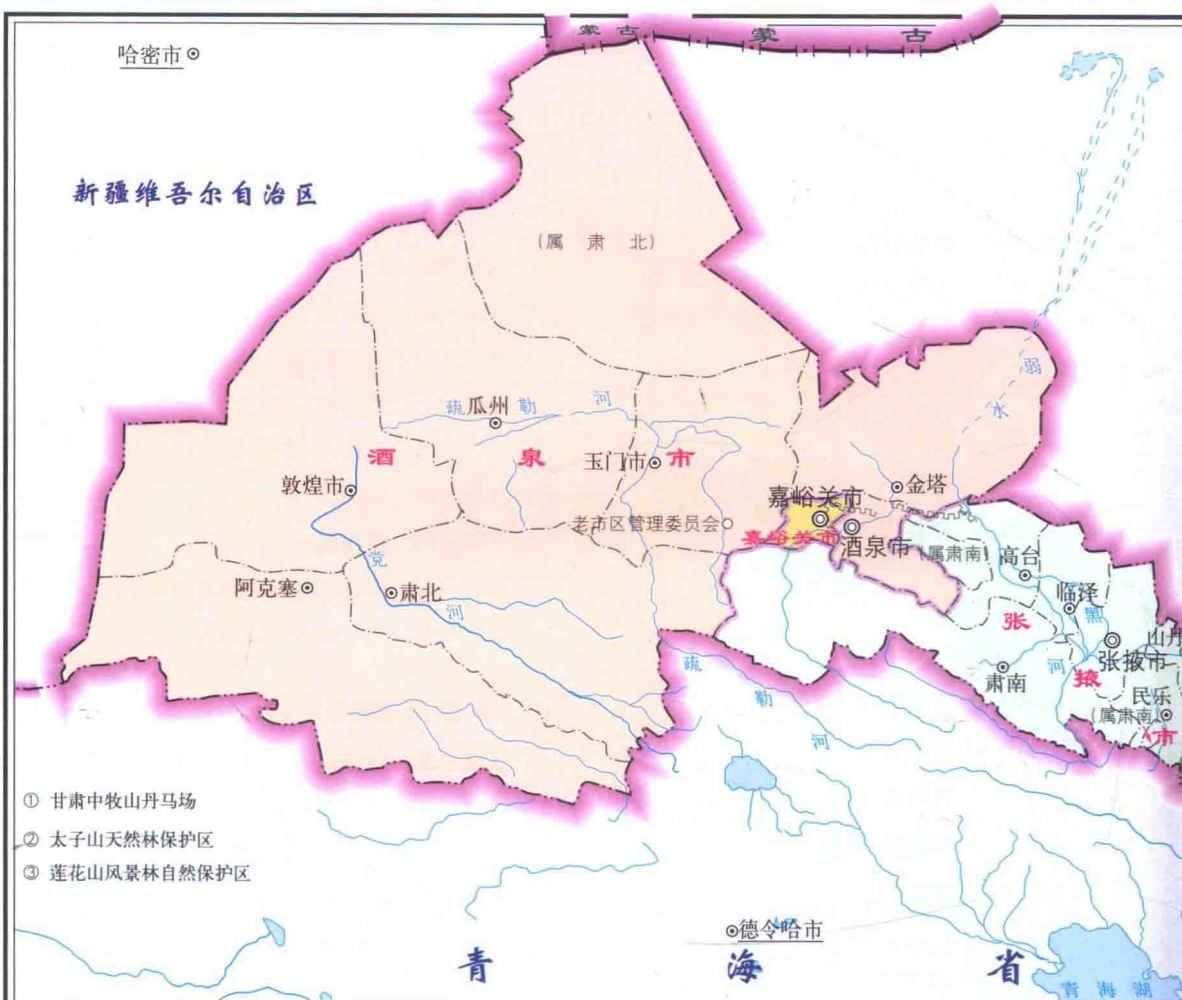 蒙古
蒙古
哈密市
新疆维吾尔自治区
(属肃北)
弱水
疏勒河
瓜州
酒泉市
玉门市
敦煌市
金塔
嘉峪关市
老市区管理委员会
嘉峪关市
酒泉市
(属肃南)
高台
党河
阿克塞
肃北
临泽
张掖市
黑河
山丹
张掖市
疏勒河
肃南
民乐
(属肃南)
① 甘肃中牧山丹马场
② 太子山天然林保护区
③ 莲花山风景林自然保护区
德令哈市
青海省
青海湖